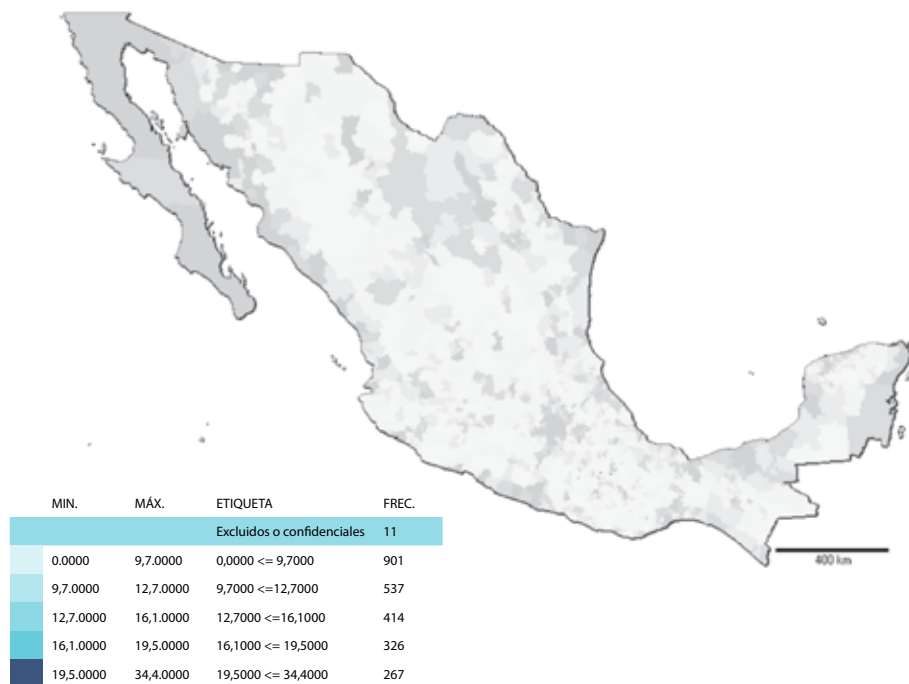 MIN. MÁX. ETIQUETA FREC.
Excluidos o confidenciales 11
0.0000 9,7.0000 0,0000 <= 9,7000 901
9,7.0000 12,7.0000 9,7000 <=12,7000 537
12,7.0000 16,1.0000 12,7000 <=16,1000 414
16,1.0000 19,5.0000 16,1000 <= 19,5000 326
19,5.0000 34,4.0000 19,5000 <= 34,4000 267
400 km